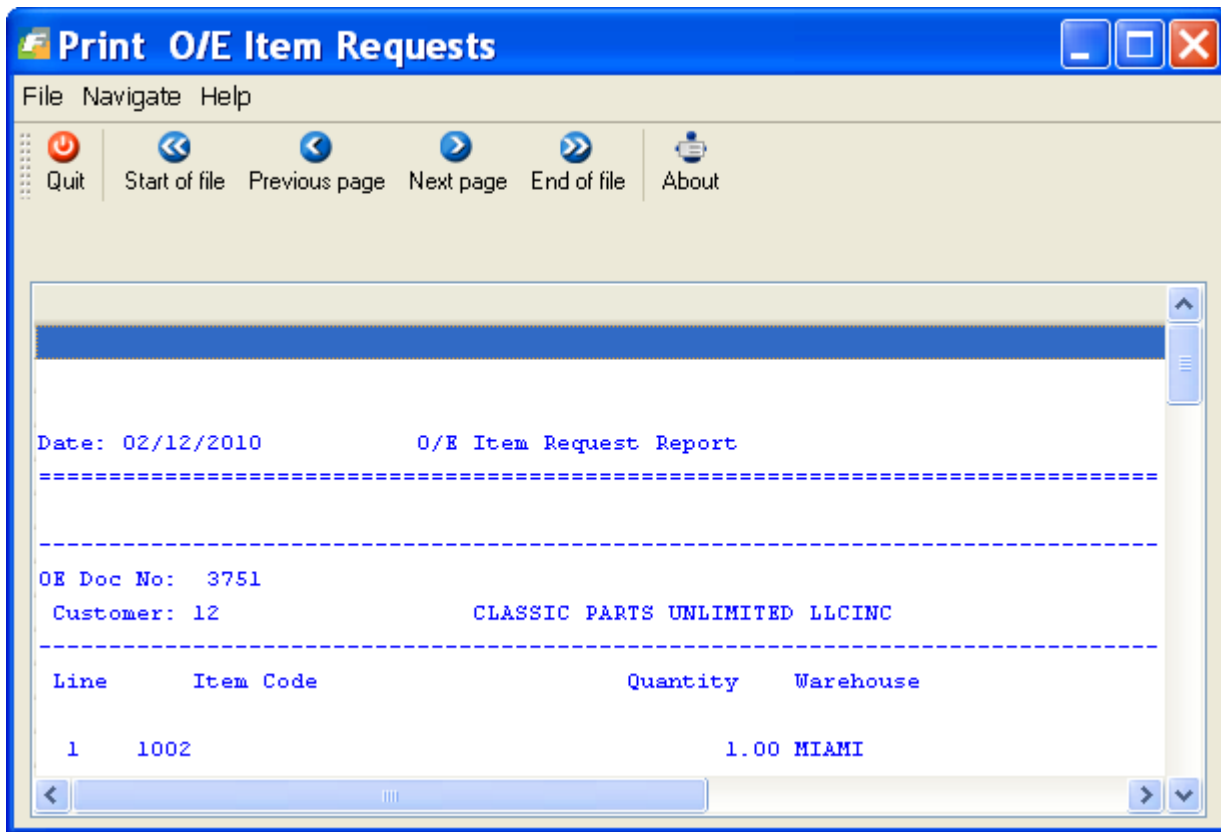 Print O/E Item Requests
File Navigate Help
Quit Start of file Previous page Next page End of file About
Date: 02/12/2010 O/E Item Request Report
================================================================================
--------------------------------------------------------------------------------
OE Doc No: 3751
Customer: 12 CLASSIC PARTS UNLIMITED LLCINC
--------------------------------------------------------------------------------
Line Item Code Quantity Warehouse
1 1002 1.00 MIAMI